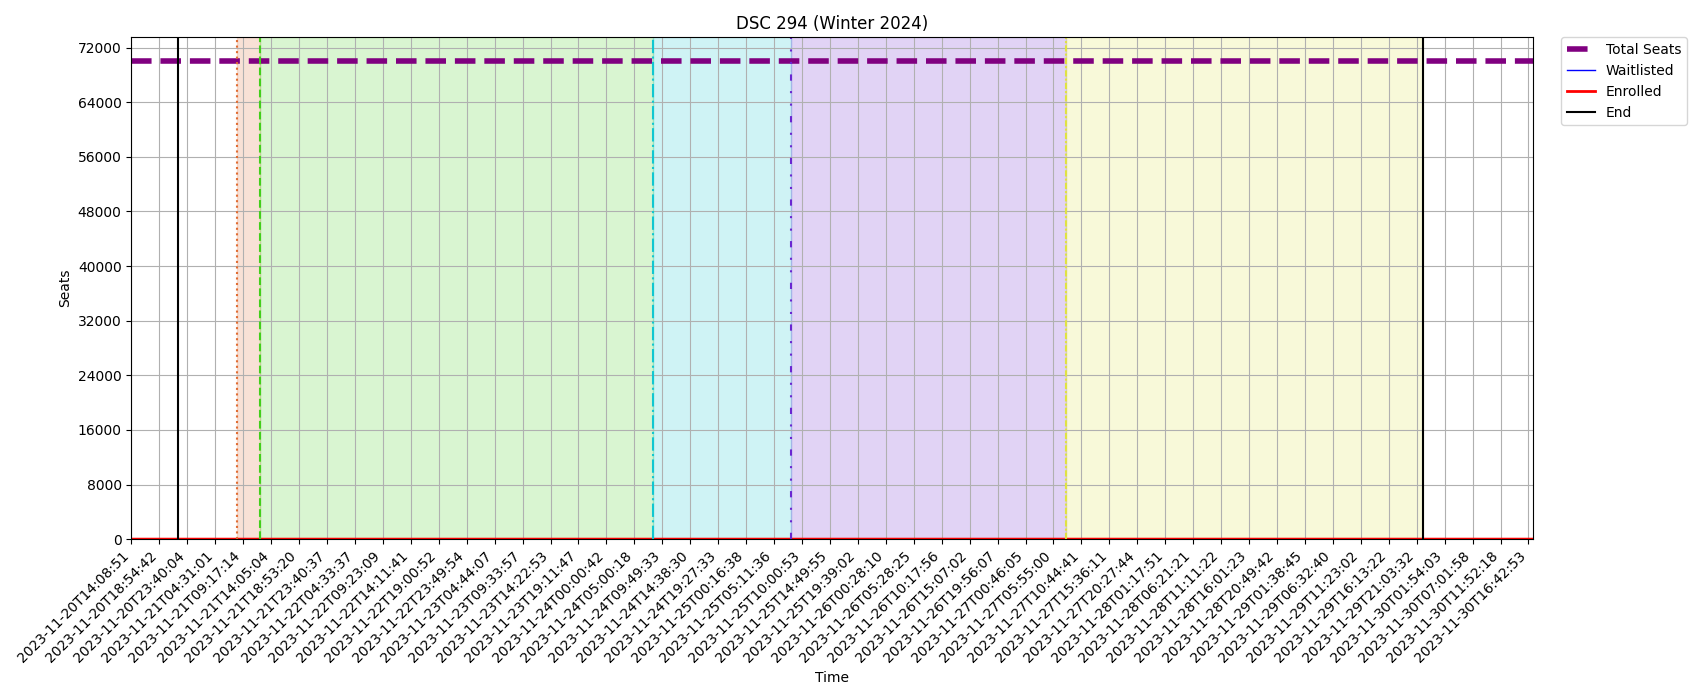 DSC 294 (Winter 2024)
Total Seats
Waitlisted
Enrolled
End
72000
64000
56000
48000
40000
32000
24000
16000
8000
0
Seats
2023-11-20T14:08:51
2023-11-20T18:54:42
2023-11-20T23:40:04
2023-11-21T04:31:01
2023-11-21T09:17:14
2023-11-21T14:05:04
2023-11-21T18:53:20
2023-11-21T23:40:37
2023-11-22T04:33:37
2023-11-22T09:23:09
2023-11-22T14:11:41
2023-11-22T19:00:52
2023-11-22T23:49:54
2023-11-23T04:44:07
2023-11-23T09:33:57
2023-11-23T14:22:53
2023-11-23T19:11:47
2023-11-24T00:00:42
2023-11-24T05:00:18
2023-11-24T09:49:33
2023-11-24T14:38:30
2023-11-24T19:27:33
2023-11-25T00:16:38
2023-11-25T05:11:36
2023-11-25T10:00:53
2023-11-25T14:49:55
2023-11-25T19:39:02
2023-11-26T00:28:10
2023-11-26T05:28:25
2023-11-26T10:17:56
2023-11-26T15:07:02
2023-11-26T19:56:07
2023-11-27T00:46:05
2023-11-27T05:55:00
2023-11-27T10:44:41
2023-11-27T15:36:11
2023-11-27T20:27:44
2023-11-28T01:17:51
2023-11-28T06:21:21
2023-11-28T11:11:22
2023-11-28T16:01:23
2023-11-28T20:49:42
2023-11-29T01:38:45
2023-11-29T06:32:40
2023-11-29T11:23:02
2023-11-29T16:13:22
2023-11-29T21:03:32
2023-11-30T01:54:03
2023-11-30T07:01:58
2023-11-30T11:52:18
2023-11-30T16:42:53
Time